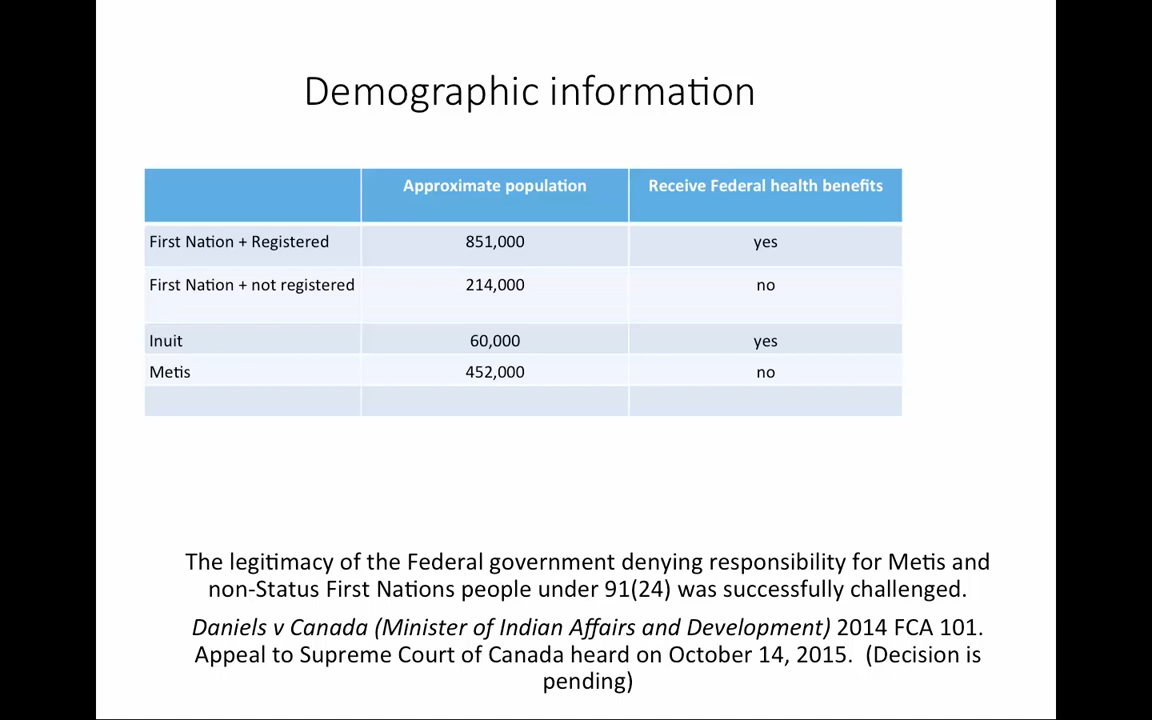 Demographic information
Approximate population Receive Federal health benefits
First Nation + Registered 851,000 yes
First Nation + not registered 214,000 no
Inuit 60,000 yes
Metis 452,000 no
The legitimacy of the Federal government denying responsibility for Metis and
non-Status First Nations people under 91(24) was successfully challenged.
Daniels v Canada (Minister of Indian Affairs and Development) 2014 FCA 101.
Appeal to Supreme Court of Canada heard on October 14, 2015. (Decision is
pending)